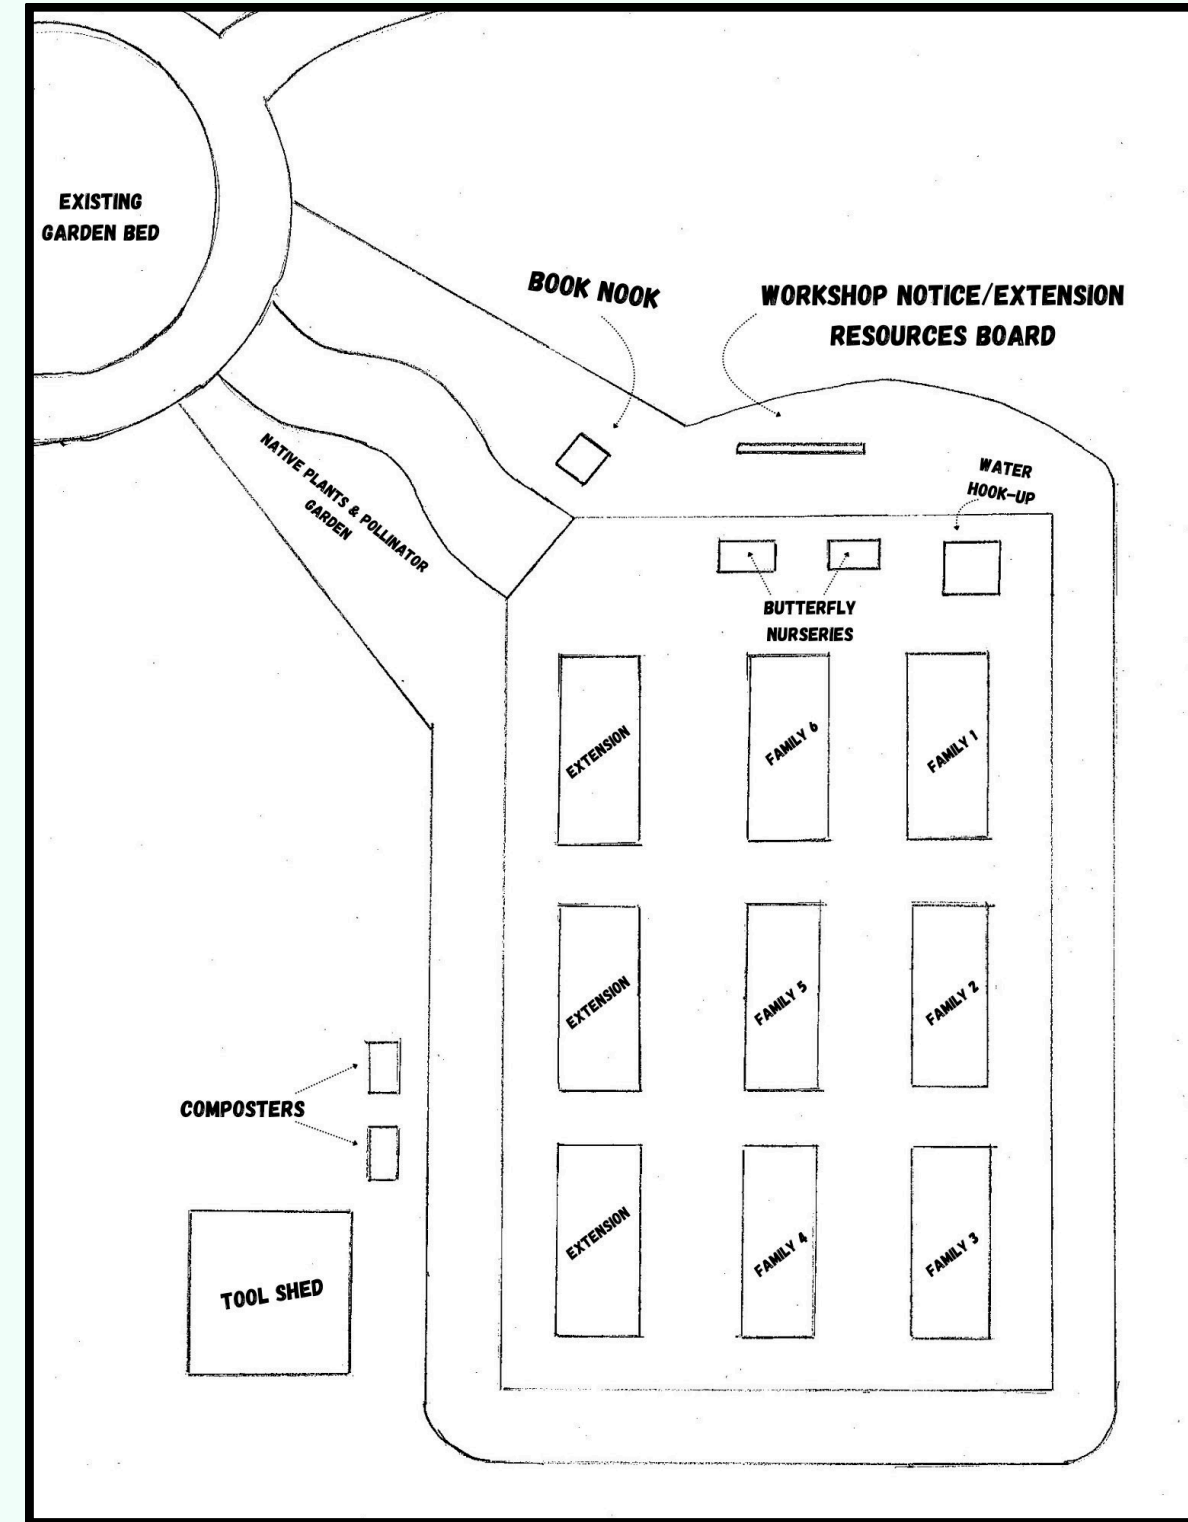 EXISTING
GARDEN BED
BOOK NOOK
WORKSHOP NOTICE/EXTENSION
RESOURCES BOARD
NATIVE PLANTS & POLLINATOR
GARDEN
WATER
HOOK-UP
BUTTERFLY
NURSERIES
EXTENSION
FAMILY 6
FAMILY 1
EXTENSION
FAMILY 5
FAMILY 2
COMPOSTERS
EXTENSION
FAMILY 4
FAMILY 3
TOOL SHED